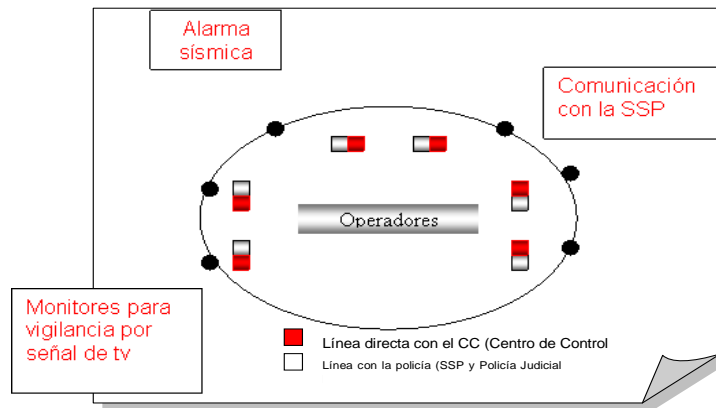 Alarma
sísmica
Comunicación
con la SSP
Operadores
Monitores para
vigilancia por
señal de tv
Línea directa con el CC (Centro de Control
Línea con la policía (SSP y Policía Judicial